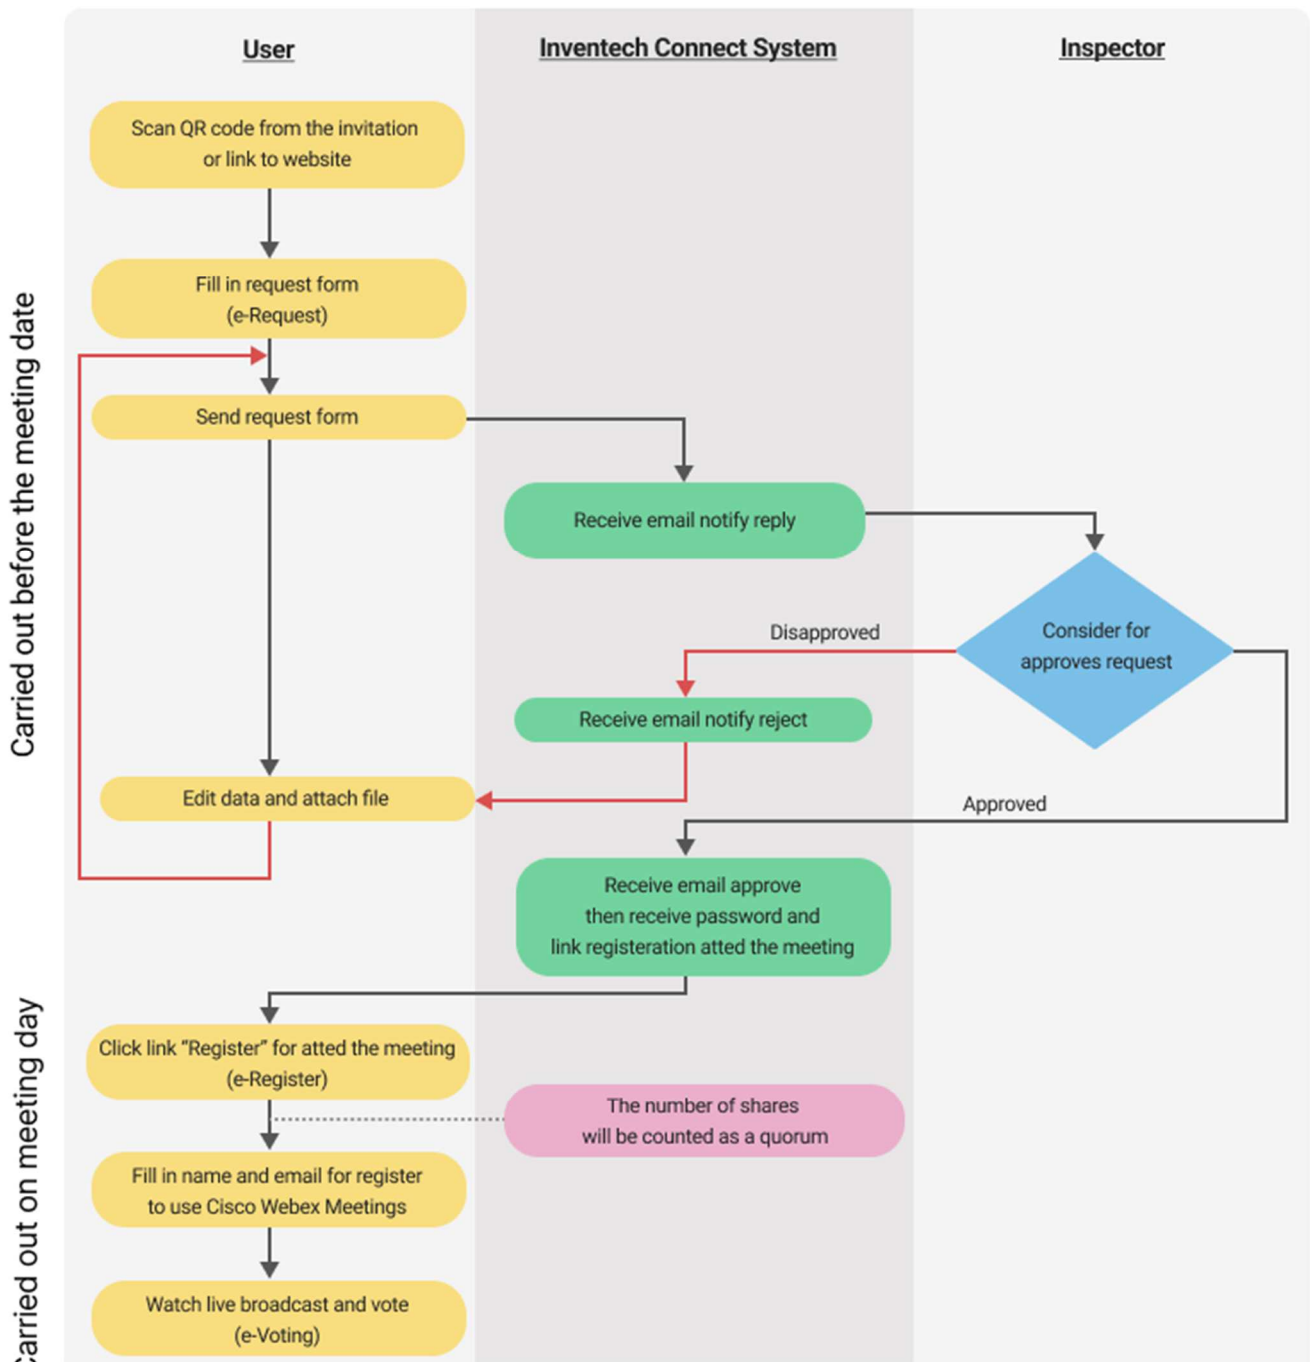 User
Inventech Connect System
Inspector
Scan QR code from the invitation
or link to website
Fill in request form
(e-Request)
Send request form
Receive email notify reply
Consider for
approves request
Disapproved
Receive email notify reject
Edit data and attach file
Approved
Receive email approve
then receive password and
link registeration atted the meeting
Click link “Register” for atted the meeting
(e-Register)
The number of shares
will be counted as a quorum
Fill in name and email for register
to use Cisco Webex Meetings
Watch live broadcast and vote
(e-Voting)
Carried out before the meeting date
Carried out on meeting day